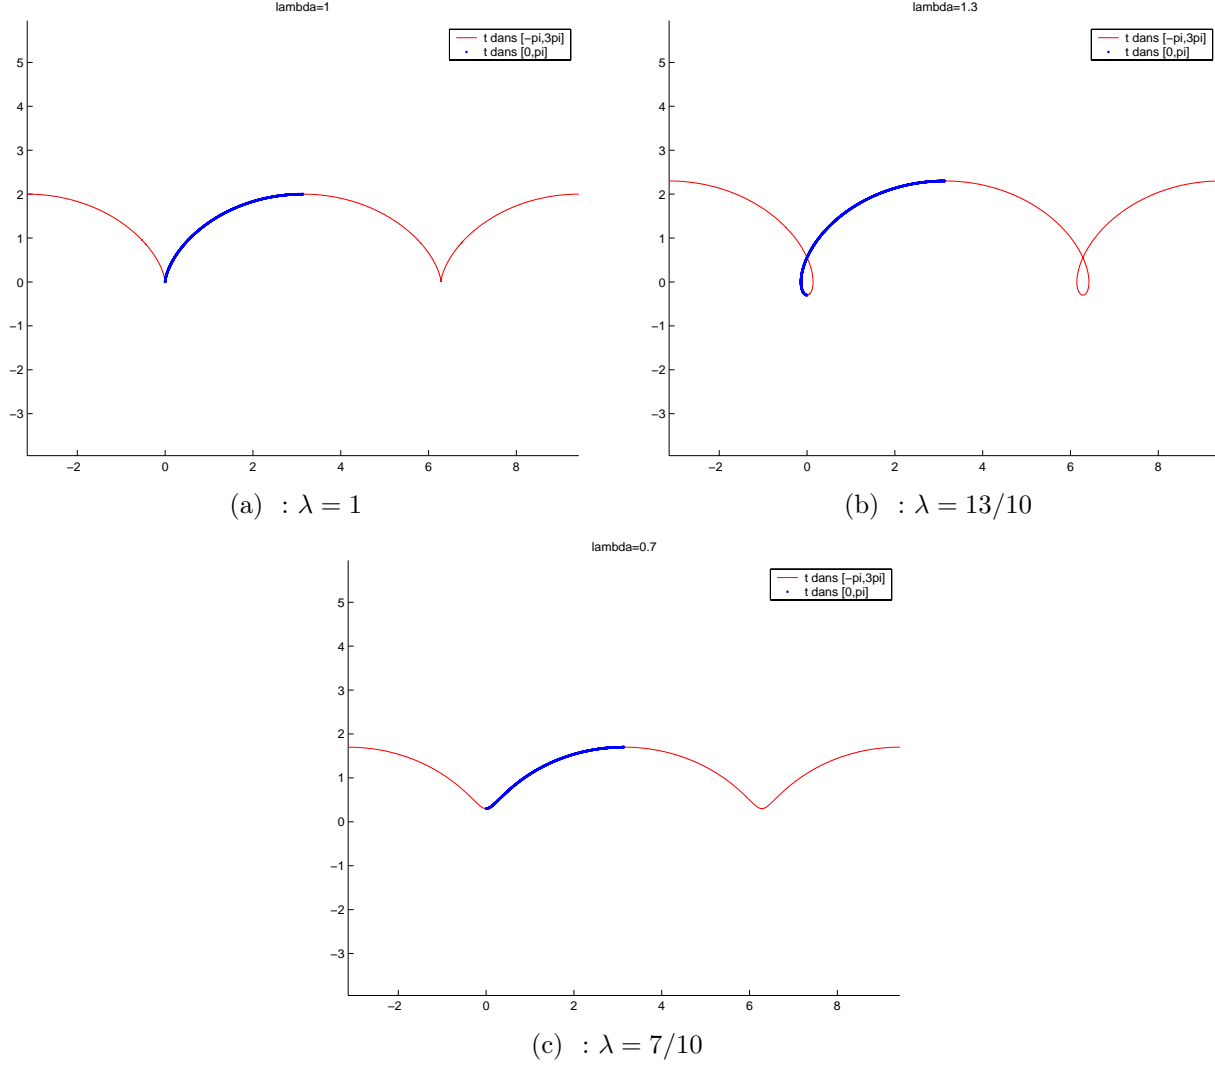 lambda=1
t dans [-pi,3pi]
t dans [0,pi]
5
4
3
2
1
0
−1
−2
−3
−2 0 2 4 6 8
(a) : λ = 1
lambda=1.3
t dans [-pi,3pi]
t dans [0,pi]
5
4
3
2
1
0
−1
−2
−3
−2 0 2 4 6 8
(b) : λ = 13/10
lambda=0.7
t dans [-pi,3pi]
t dans [0,pi]
5
4
3
2
1
0
−1
−2
−3
−2 0 2 4 6 8
(c) : λ = 7/10